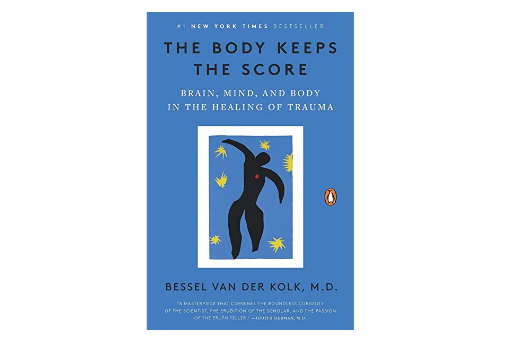 #1 NEW YORK TIMES BESTSELLER
THE BODY KEEPS
THE SCORE
BRAIN, MIND, AND BODY
IN THE HEALING OF TRAUMA
BESSEL VAN DER KOLK, M.D.
"A MASTERPIECE THAT COMBINES THE BOUNDLESS CURIOSITY
OF THE SCIENTIST, THE ERUDITION OF THE SCHOLAR, AND THE PASSION
OF THE TRUTH TELLER." —JUDITH HERMAN, M.D.